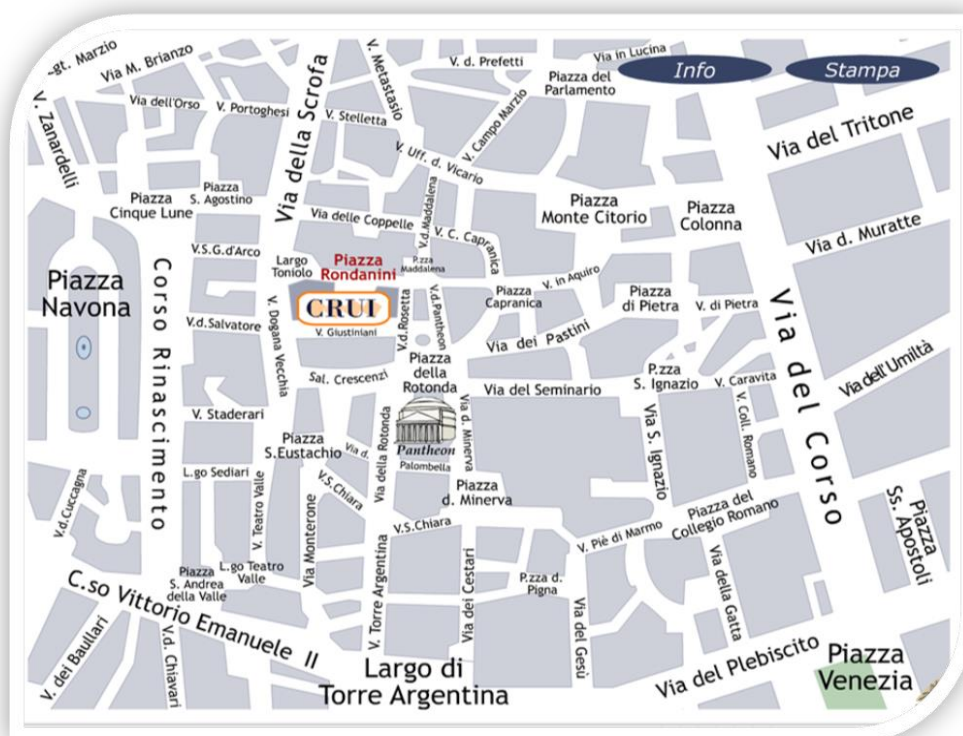 -gt. Marzio
Via M. Brianzo
V. Metastasio
V. d. Prefetti
Via in Lucina
Info
Stampa
Piazza del
Parlamento
V. Zanardelli
Via dell'Orso
V. Portoghesi
Via della Scrofa
V. Stelletta
V. Campo Marzio
Via del Tritone
V. Uff. d. Vicario
Piazza
Cinque Lune
Piazza
S. Agostino
Via delle Coppelle
V.d.Maddalena
V. C. Capranica
Piazza
Monte Citorio
Piazza
Colonna
Via d. Muratte
V.S.G.d'Arco
Largo
Toniolo
Piazza
Rondanini
P.zza
Maddalena
V. in Aquiro
Piazza
Navona
Corso Rinascimento
V. Dogana Vecchia
CRUI
V. Giustiniani
V.d.Rosetta
V.d.Pantheon
Piazza
Capranica
Piazza
di Pietra
V. di Pietra
V.d.Salvatore
Via dei Pastini
Via del Corso
Via dell'Umiltà
Sal. Crescenzi
Piazza
della
Rotonda
Via del Seminario
P.zza
S. Ignazio
V. Caravita
V. Staderari
Via della Rotonda
Pantheon
Palombella
Via d. Minerva
Via S. Ignazio
V. Coll. Romano
Piazza
S.Eustachio
Via d.
L.go Sediari
V.S.Chiara
Piazza
d. Minerva
V.d.Cuccagna
V. Teatro Valle
Via Monterone
V.S.Chiara
V. Piè di Marmo
Piazza del
Collegio Romano
Piazza
Ss. Apostoli
Piazza
S. Andrea
della Valle
L.go Teatro
Valle
V. Torre Argentina
Via dei Cestari
P.zza d.
Pigna
Via del Gesù
Via della Gatta
C.so Vittorio Emanuele II
V. dei Baullari
V.d. Chiavari
Largo di
Torre Argentina
Via del Plebiscito
Piazza
Venezia